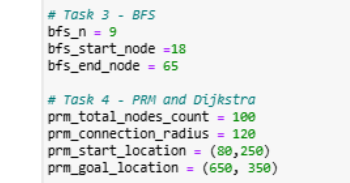 # Task 3 - BFS
bfs_n = 9
bfs_start_node =18
bfs_end_node = 65
# Task 4 - PRM and Dijkstra
prm_total_nodes_count = 100
prm_connection_radius = 120
prm_start_location = (80,250)
prm_goal_location = (650, 350)